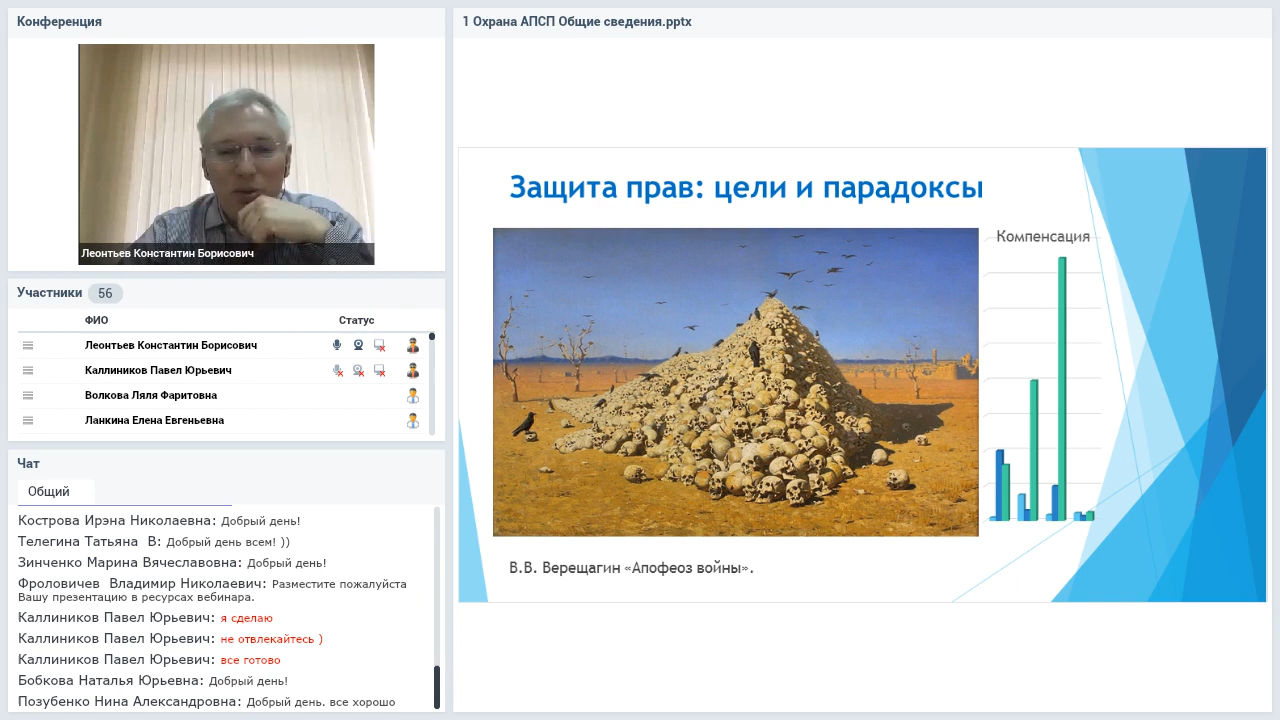 Конференция
Леонтьев Константин Борисович
Участники 56
ФИО Статус
Леонтьев Константин Борисович
Каллиников Павел Юрьевич
Волкова Ляля Фаритовна
Ланкина Елена Евгеньевна
Чат
Общий
Кострова Ирэна Николаевна: Добрый день!
Телегина Татьяна В: Добрый день всем! ))
Зинченко Марина Вячеславовна: Добрый день!
Фроловичев Владимир Николаевич: Разместите пожалуйста
Вашу презентацию в ресурсах вебинара.
Каллиников Павел Юрьевич: я сделаю
Каллиников Павел Юрьевич: не отвлекайтесь )
Каллиников Павел Юрьевич: все готово
Бобкова Наталья Юрьевна: Добрый день!
Позубенко Нина Александровна: Добрый день. все хорошо
1 Охрана АПСП Общие сведения.pptx
Защита прав: цели и парадоксы
Компенсация
В.В. Верещагин «Апофеоз войны».